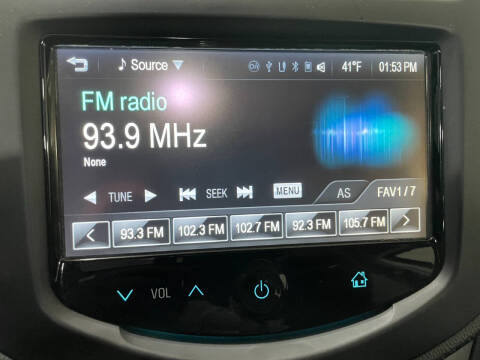 Source 41°F 01:53 PM
FM radio
93.9 MHz
None
TUNE SEEK MENU AS FAV1 / 7
93.3 FM 102.3 FM 102.7 FM 92.3 FM 105.7 FM
VOL